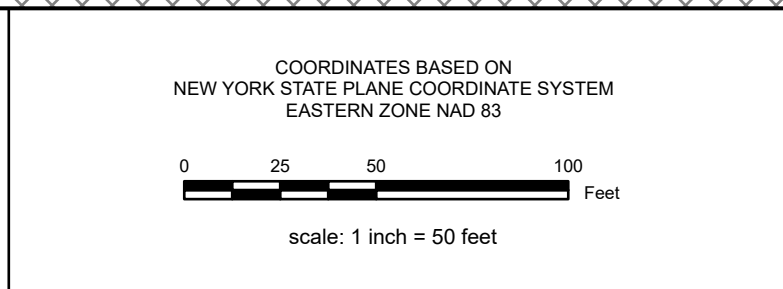 COORDINATES BASED ON
NEW YORK STATE PLANE COORDINATE SYSTEM
EASTERN ZONE NAD 83
0 25 50 100
Feet
scale: 1 inch = 50 feet